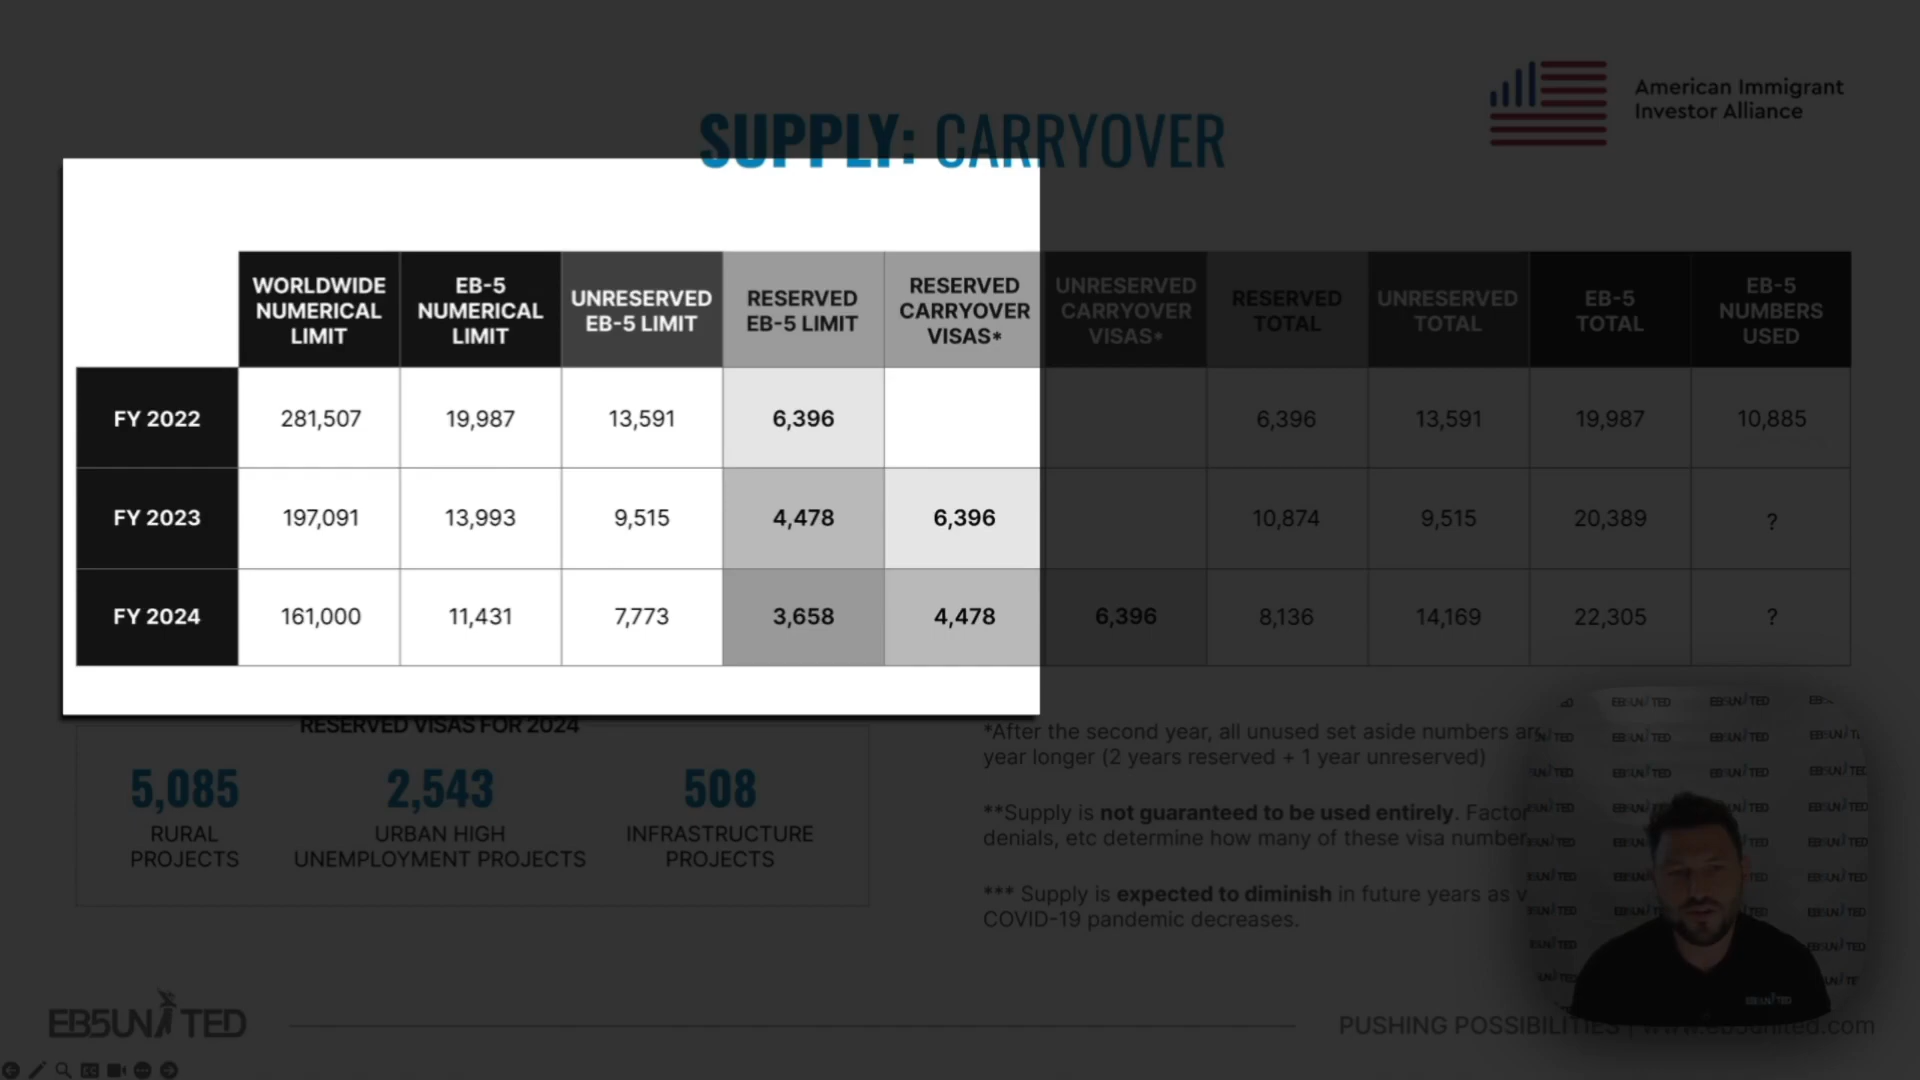 American Immigrant
Investor Alliance
SUPPLY: CARRYOVER
WORLDWIDE NUMERICAL LIMIT
EB-5 NUMERICAL LIMIT
UNRESERVED EB-5 LIMIT
RESERVED EB-5 LIMIT
RESERVED CARRYOVER VISAS*
UNRESERVED CARRYOVER VISAS*
RESERVED TOTAL
UNRESERVED TOTAL
EB-5 TOTAL
EB-5 NUMBERS USED
FY 2022 281,507 19,987 13,591 6,396 6,396 13,591 19,987 10,885
FY 2023 197,091 13,993 9,515 4,478 6,396 10,874 9,515 20,389 ?
FY 2024 161,000 11,431 7,773 3,658 4,478 6,396 8,136 14,169 22,305 ?
RESERVED VISAS FOR 2024
5,085 2,543 508
RURAL PROJECTS
URBAN HIGH UNEMPLOYMENT PROJECTS
INFRASTRUCTURE PROJECTS
*After the second year, all unused set aside numbers
year longer (2 years reserved + 1 year unreserved)
**Supply is not guaranteed to be used entirely.
denials, etc determine how many of these visa
*** Supply is expected to diminish in future years as
COVID-19 pandemic decreases.
EB5UNITED
PUSHING POSSIBILITIES | www.eb5united.com